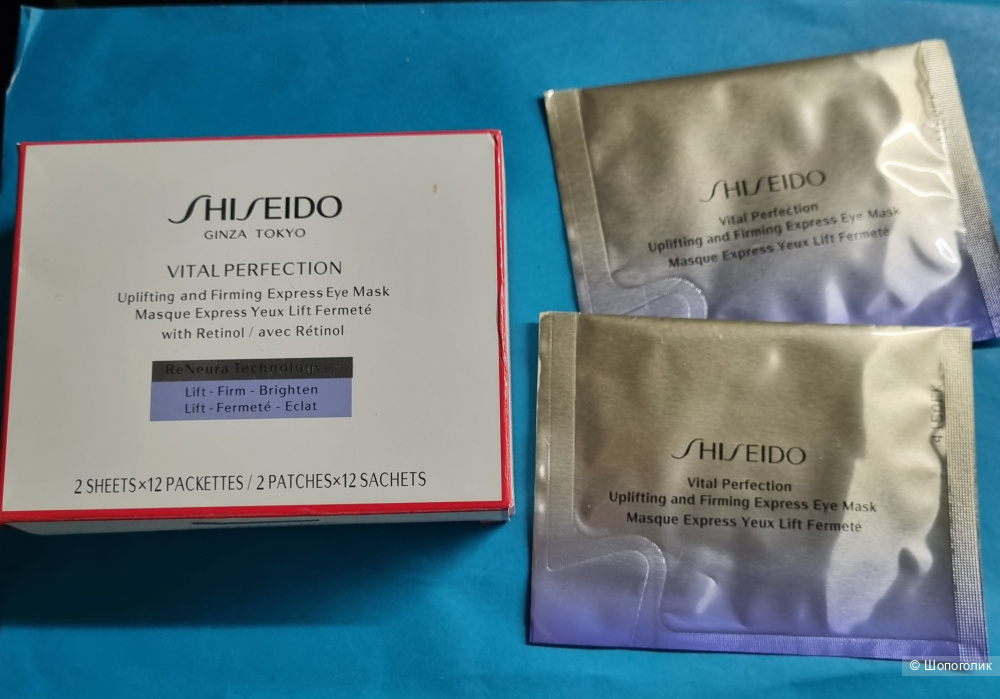 SHISEIDO
GINZA TOKYO
VITAL PERFECTION
Uplifting and Firming Express Eye Mask
Masque Express Yeux Lift Fermeté
with Retinol / avec Rétinol
ReNeura Technology
Lift - Firm - Brighten
Lift - Fermeté - Eclat
2 SHEETS×12 PACKETTES / 2 PATCHES×12 SACHETS
SHISEIDO
Vital Perfection
Uplifting and Firming Express Eye Mask
Masque Express Yeux Lift Fermeté
SHISEIDO
Vital Perfection
Uplifting and Firming Express Eye Mask
Masque Express Yeux Lift Fermeté
© Шопоголик